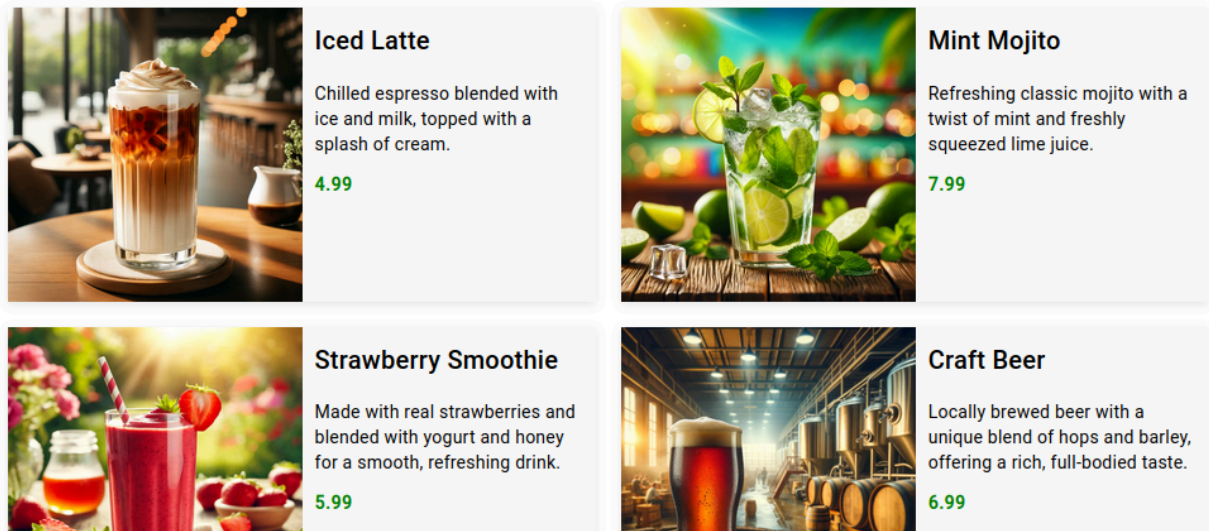 Iced Latte
Chilled espresso blended with
ice and milk, topped with a
splash of cream.
4.99
Mint Mojito
Refreshing classic mojito with a
twist of mint and freshly
squeezed lime juice.
7.99
Strawberry Smoothie
Made with real strawberries and
blended with yogurt and honey
for a smooth, refreshing drink.
5.99
Craft Beer
Locally brewed beer with a
unique blend of hops and barley,
offering a rich, full-bodied taste.
6.99